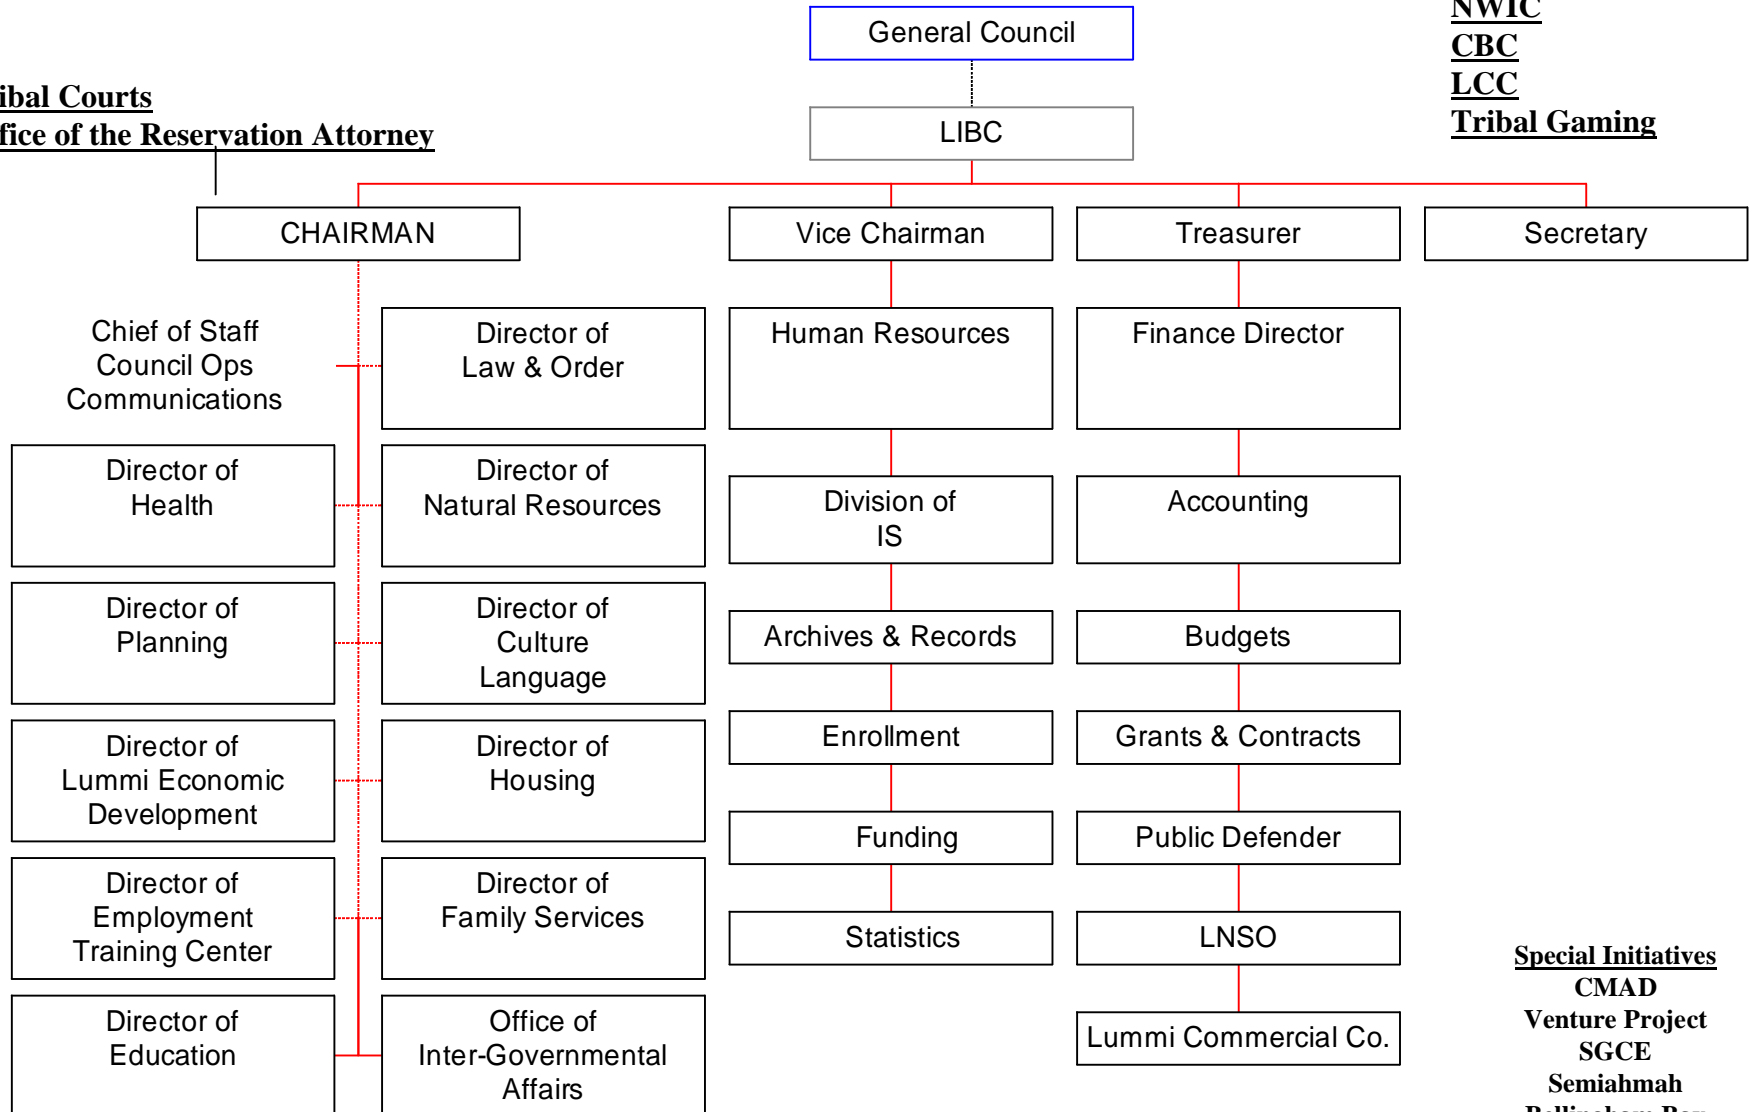 General Council
NWIC
CBC
LCC
Tribal Gaming
ibal Courts
fice of the Reservation Attorney
LIBC
CHAIRMAN
Vice Chairman
Treasurer
Secretary
Chief of Staff
Council Ops
Communications
Director of
Law & Order
Human Resources
Finance Director
Director of
Health
Director of
Natural Resources
Division of
IS
Accounting
Director of
Planning
Director of
Culture
Language
Archives & Records
Budgets
Director of
Lummi Economic
Development
Director of
Housing
Enrollment
Grants & Contracts
Funding
Public Defender
Director of
Employment
Training Center
Director of
Family Services
Statistics
LNSO
Director of
Education
Office of
Inter-Governmental
Affairs
Lummi Commercial Co.
Special Initiatives
CMAD
Venture Project
SGCE
Semiahmah
Bellingham Bay